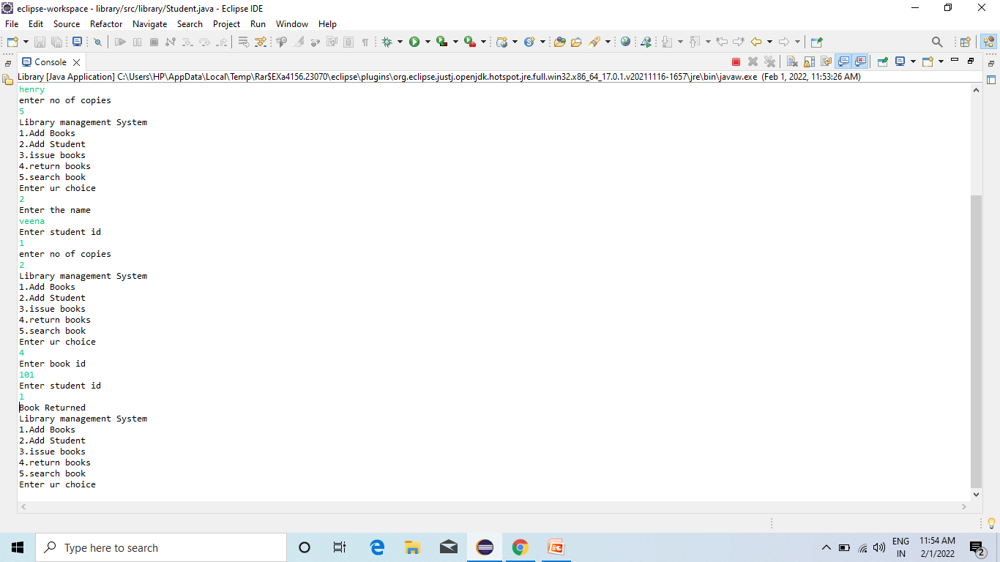 eclipse-workspace - library/src/library/Student.java - Eclipse IDE
File Edit Source Refactor Navigate Search Project Run Window Help
Console
Library [Java Application] C:\Users\HP\AppData\Local\Temp\Rar$EXa4156.23070\eclipse\plugins\org.eclipse.justj.openjdk.hotspot.jre.full.win32.x86_64_17.0.1.v20211116-1657\jre\bin\javaw.exe (Feb 1, 2022, 11:53:26 AM)
henry
enter no of copies
5
Library management System
1.Add Books
2.Add Student
3.issue books
4.return books
5.search book
Enter ur choice
2
Enter the name
veena
Enter student id
1
enter no of copies
2
Library management System
1.Add Books
2.Add Student
3.issue books
4.return books
5.search book
Enter ur choice
4
Enter book id
101
Enter student id
1
Book Returned
Library management System
1.Add Books
2.Add Student
3.issue books
4.return books
5.search book
Enter ur choice
Type here to search
ENG
IN
11:54 AM
2/1/2022
2